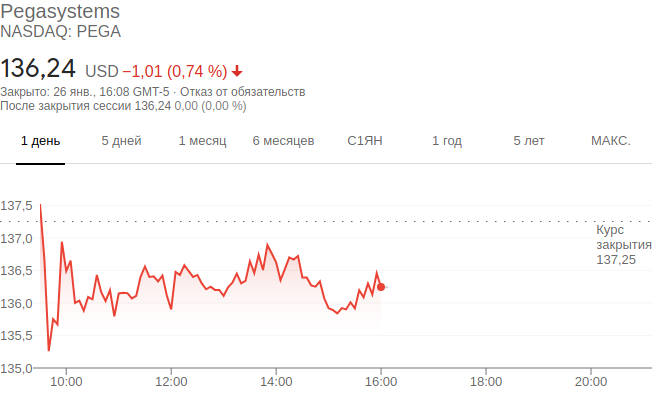 Pegasystems
NASDAQ: PEGA
136,24 USD −1,01 (0,74 %)
Закрыто: 26 янв., 16:08 GMT-5 · Отказ от обязательств
После закрытия сессии 136,24 0,00 (0,00 %)
1 день 5 дней 1 месяц 6 месяцев С1ЯН 1 год 5 лет МАКС.
137,5
Курс
137,0 закрытия
137,25
136,5
136,0
135,5
135,0
10:00 12:00 14:00 16:00 18:00 20:00